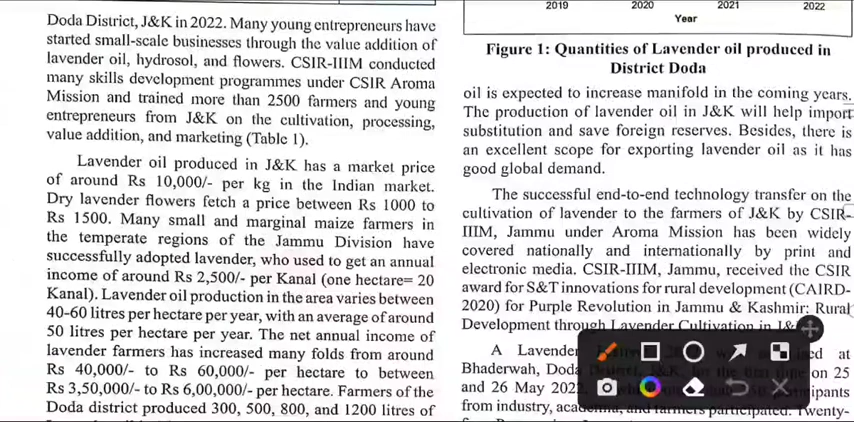 Doda District, J&K in 2022. Many young entrepreneurs have
started small-scale businesses through the value addition of
lavender oil, hydrosol, and flowers. CSIR-IIIM conducted
many skills development programmes under CSIR Aroma
Mission and trained more than 2500 farmers and young
entrepreneurs from J&K on the cultivation, processing,
value addition, and marketing (Table 1).
Lavender oil produced in J&K has a market price
of around Rs 10,000/- per kg in the Indian market.
Dry lavender flowers fetch a price between Rs 1000 to
Rs 1500. Many small and marginal maize farmers in
the temperate regions of the Jammu Division have
successfully adopted lavender, who used to get an annual
income of around Rs 2,500/- per Kanal (one hectare= 20
Kanal). Lavender oil production in the area varies between
40-60 litres per hectare per year, with an average of around
50 litres per hectare per year. The net annual income of
lavender farmers has increased many folds from around
Rs 40,000/- to Rs 60,000/- per hectare to between
Rs 3,50,000/- to Rs 6,00,000/- per hectare. Farmers of the
Doda district produced 300, 500, 800, and 1200 litres of
2019 2020 2021 2022
Year
Figure 1: Quantities of Lavender oil produced in
District Doda
oil is expected to increase manifold in the coming years.
The production of lavender oil in J&K will help import
substitution and save foreign reserves. Besides, there is
an excellent scope for exporting lavender oil as it has
good global demand.
The successful end-to-end technology transfer on the
cultivation of lavender to the farmers of J&K by CSIR-
IIIM, Jammu under Aroma Mission has been widely
covered nationally and internationally by print and
electronic media. CSIR-IIIM, Jammu, received the CSIR
award for S&T innovations for rural development (CAIRD-
2020) for Purple Revolution in Jammu & Kashmir: Rural
Development through Lavender Cultivation in J&
A Lavender at
Bhaderwah, Doda on 25
and 26 May 2022
from industry, academia, and farmers participated. Twenty-